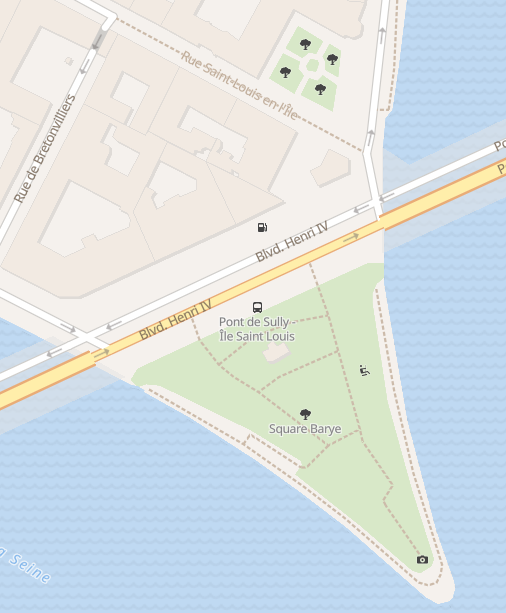 Rue Saint-Louis en l'Île
Rue de Bretonvilliers
Blvd. Henri IV
Blvd. Henri IV
Pont de Sully -
Île Saint Louis
Square Barye
Seine